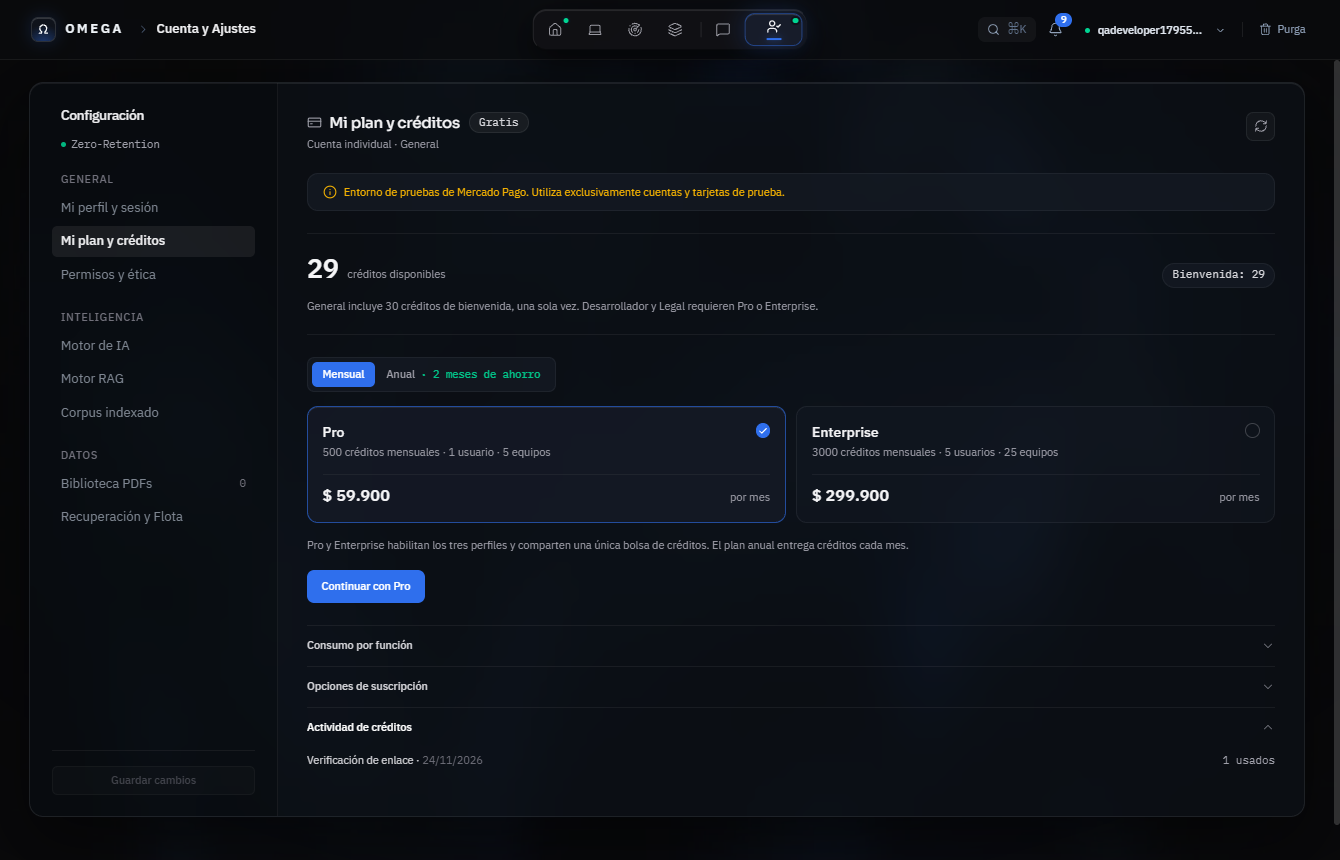 Ω OMEGA > Cuenta y Ajustes
⌘K
9
qadeveloper17955...
Purga
Configuración
Zero-Retention
GENERAL
Mi perfil y sesión
Mi plan y créditos
Permisos y ética
INTELIGENCIA
Motor de IA
Motor RAG
Corpus indexado
DATOS
Biblioteca PDFs 0
Recuperación y Flota
Guardar cambios
Mi plan y créditos Gratis
Cuenta individual · General
Entorno de pruebas de Mercado Pago. Utiliza exclusivamente cuentas y tarjetas de prueba.
29 créditos disponibles
Bienvenida: 29
General incluye 30 créditos de bienvenida, una sola vez. Desarrollador y Legal requieren Pro o Enterprise.
Mensual Anual · 2 meses de ahorro
Pro
500 créditos mensuales · 1 usuario · 5 equipos
$ 59.900 por mes
Enterprise
3000 créditos mensuales · 5 usuarios · 25 equipos
$ 299.900 por mes
Pro y Enterprise habilitan los tres perfiles y comparten una única bolsa de créditos. El plan anual entrega créditos cada mes.
Continuar con Pro
Consumo por función
Opciones de suscripción
Actividad de créditos
Verificación de enlace · 24/11/2026 1 usados